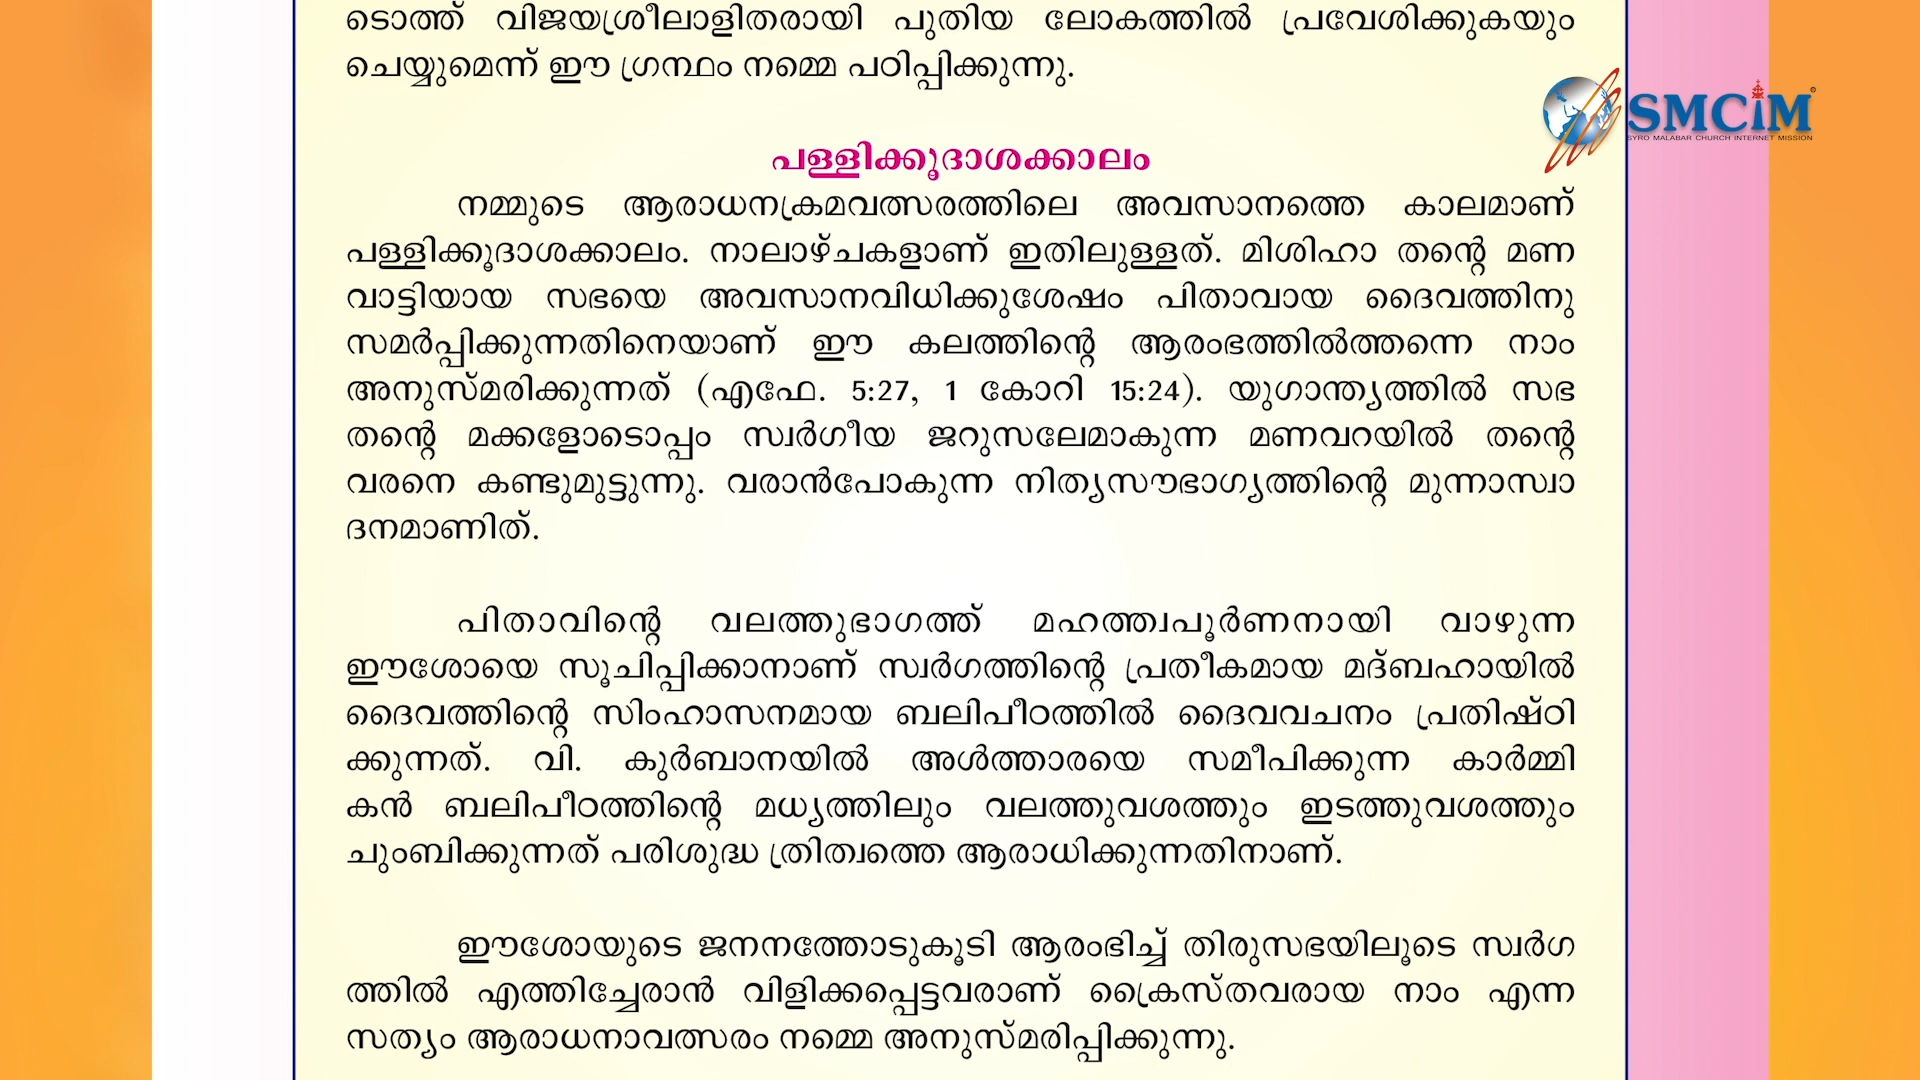 ടൊത്ത് വിജയശ്രീലാളിതരായി പുതിയ ലോകത്തിൽ പ്രവേശിക്കുകയും
ചെയ്യുമെന്ന് ഈ ഗ്രന്ഥം നമ്മെ പഠിപ്പിക്കുന്നു.
SMCIM
SYRO MALABAR CHURCH INTERNET MISSION
പള്ളിക്കൂദാശക്കാലം
നമ്മുടെ ആരാധനക്രമവത്സരത്തിലെ അവസാനത്തെ കാലമാണ്
പള്ളിക്കൂദാശക്കാലം. നാലാഴ്ചകളാണ് ഇതിലുള്ളത്. മിശിഹാ തന്റെ മണ
വാട്ടിയായ സഭയെ അവസാനവിധിക്കുശേഷം പിതാവായ ദൈവത്തിനു
സമർപ്പിക്കുന്നതിനെയാണ് ഈ കലത്തിന്റെ ആരംഭത്തിൽത്തന്നെ നാം
അനുസ്മരിക്കുന്നത് (എഫേ. 5:27, 1 കോറി 15:24). യുഗാന്ത്യത്തിൽ സഭ
തന്റെ മക്കളോടൊപ്പം സ്വർഗീയ ജറുസലേമാകുന്ന മണവറയിൽ തന്റെ
വരനെ കണ്ടുമുട്ടുന്നു. വരാൻപോകുന്ന നിത്യസൗഭാഗ്യത്തിന്റെ മുന്നാസ്വാ
ദനമാണിത്.
പിതാവിന്റെ വലത്തുഭാഗത്ത് മഹത്ത്വപൂർണനായി വാഴുന്ന
ഈശോയെ സൂചിപ്പിക്കാനാണ് സ്വർഗത്തിന്റെ പ്രതീകമായ മദ്ബഹായിൽ
ദൈവത്തിന്റെ സിംഹാസനമായ ബലിപീഠത്തിൽ ദൈവവചനം പ്രതിഷ്ഠി
ക്കുന്നത്. വി. കുർബാനയിൽ അൾത്താരയെ സമീപിക്കുന്ന കാർമ്മി
കൻ ബലിപീഠത്തിന്റെ മധ്യത്തിലും വലത്തുവശത്തും ഇടത്തുവശത്തും
ചുംബിക്കുന്നത് പരിശുദ്ധ ത്രിത്വത്തെ ആരാധിക്കുന്നതിനാണ്.
ഈശോയുടെ ജനനത്തോടുകൂടി ആരംഭിച്ച് തിരുസഭയിലൂടെ സ്വർഗ
ത്തിൽ എത്തിച്ചേരാൻ വിളിക്കപ്പെട്ടവരാണ് ക്രൈസ്തവരായ നാം എന്ന
സത്യം ആരാധനാവത്സരം നമ്മെ അനുസ്മരിപ്പിക്കുന്നു.